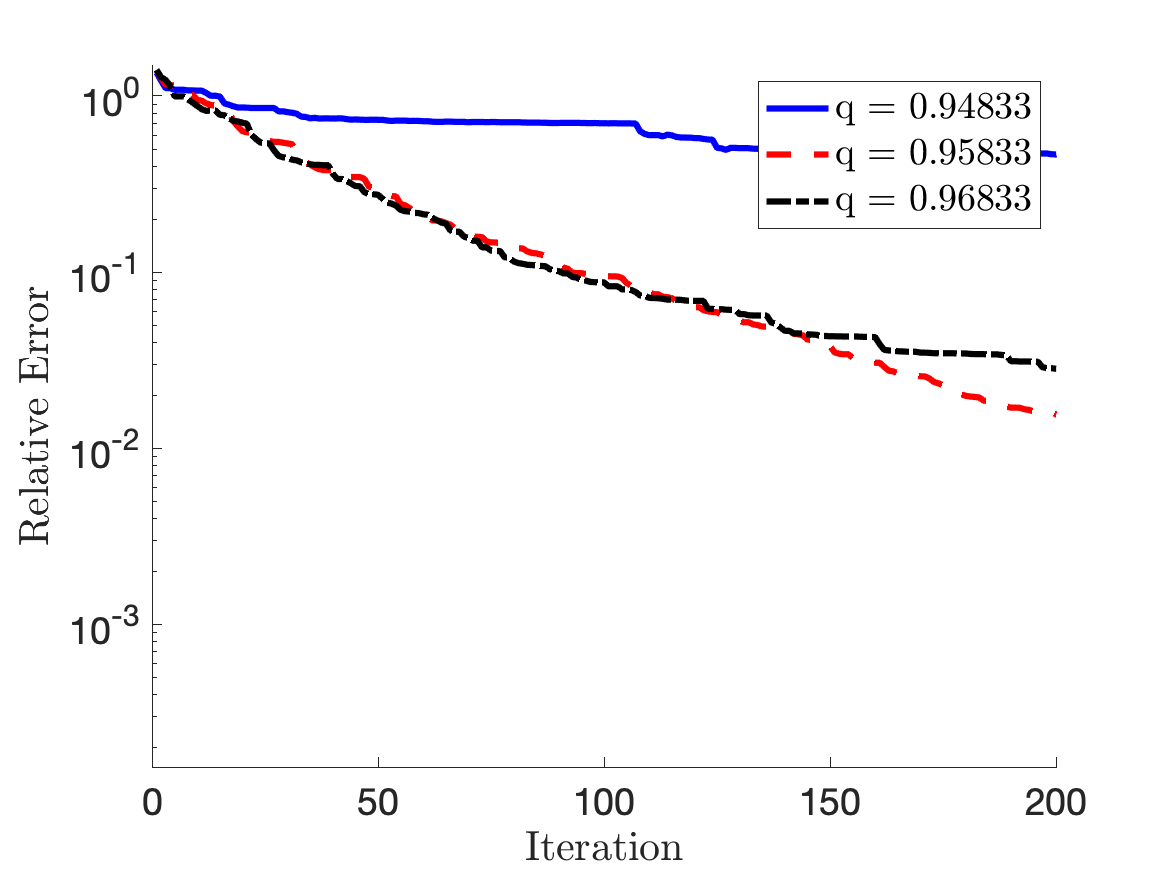 10^0
10^-1
10^-2
10^-3
Relative Error
q = 0.94833
q = 0.95833
q = 0.96833
0 50 100 150 200
Iteration